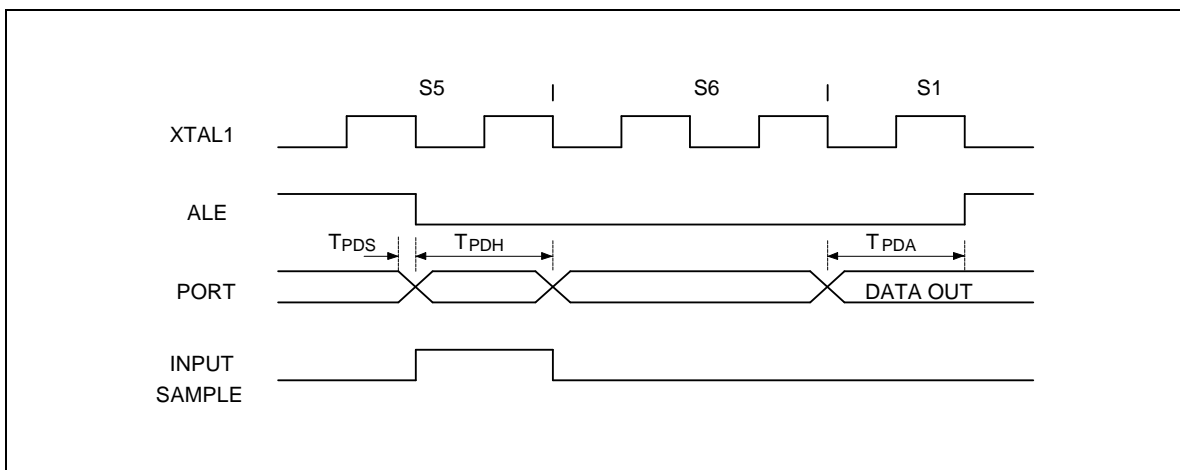 S5 S6 S1
XTAL1
ALE
TPDS TPDH TPDA
PORT DATA OUT
INPUT
SAMPLE